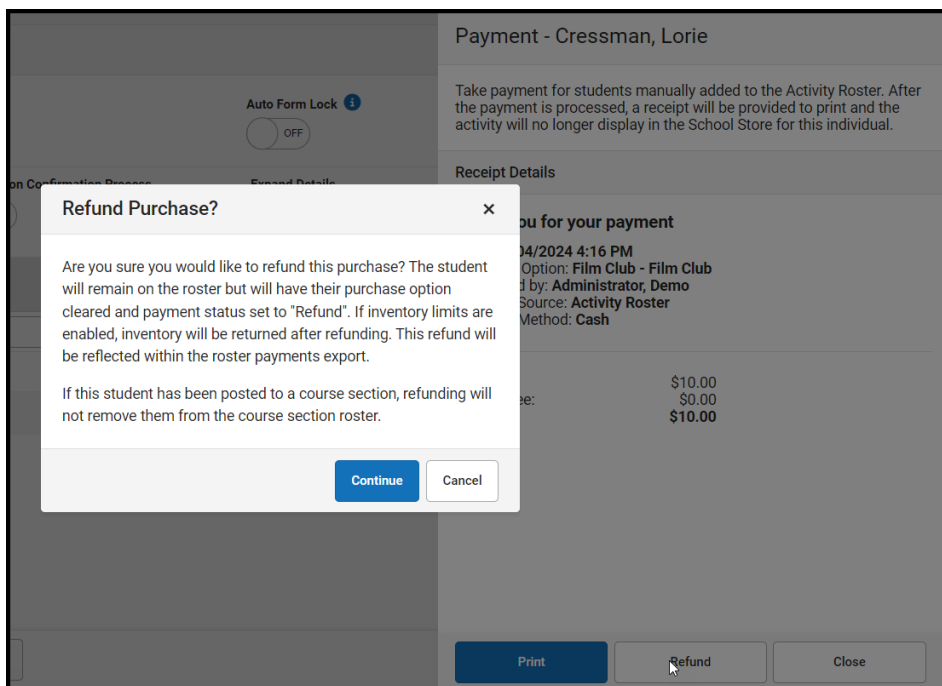 Payment - Cressman, Lorie
Take payment for students manually added to the Activity Roster. After
the payment is processed, a receipt will be provided to print and the
activity will no longer display in the School Store for this individual.
Auto Form Lock
OFF
Receipt Details
on Confirmation Process
Expand Details
Refund Purchase?
×
Are you sure you would like to refund this purchase? The student
will remain on the roster but will have their purchase option
cleared and payment status set to "Refund". If inventory limits are
enabled, inventory will be returned after refunding. This refund will
be reflected within the roster payments export.
If this student has been posted to a course section, refunding will
not remove them from the course section roster.
Continue
Cancel
ou for your payment
04/2024 4:16 PM
Option: Film Club - Film Club
d by: Administrator, Demo
Source: Activity Roster
Method: Cash
$10.00
ee: $0.00
$10.00
Print
Refund
Close